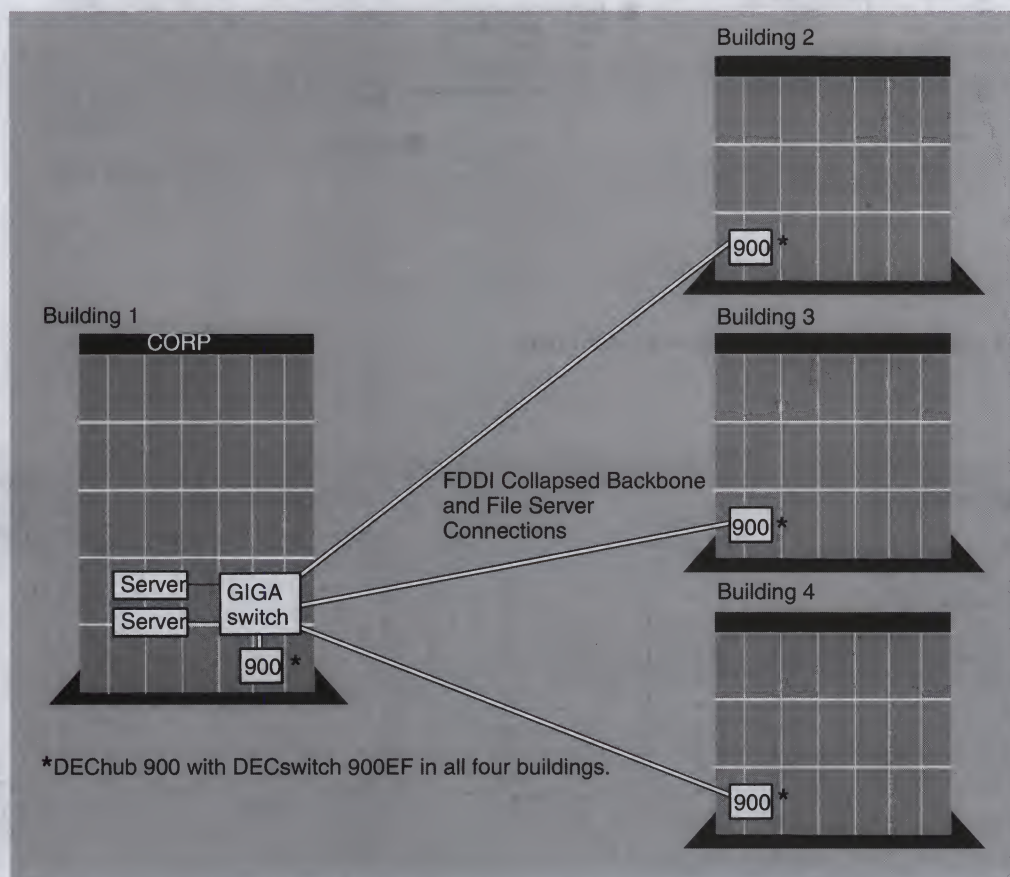 Building 2
900 *
Building 1
CORP
Building 3
FDDI Collapsed Backbone
and File Server
Connections
900 *
Server
GIGA
switch
Server
Building 4
900 *
*DEChub 900 with DECswitch 900EF in all four buildings.
900 *